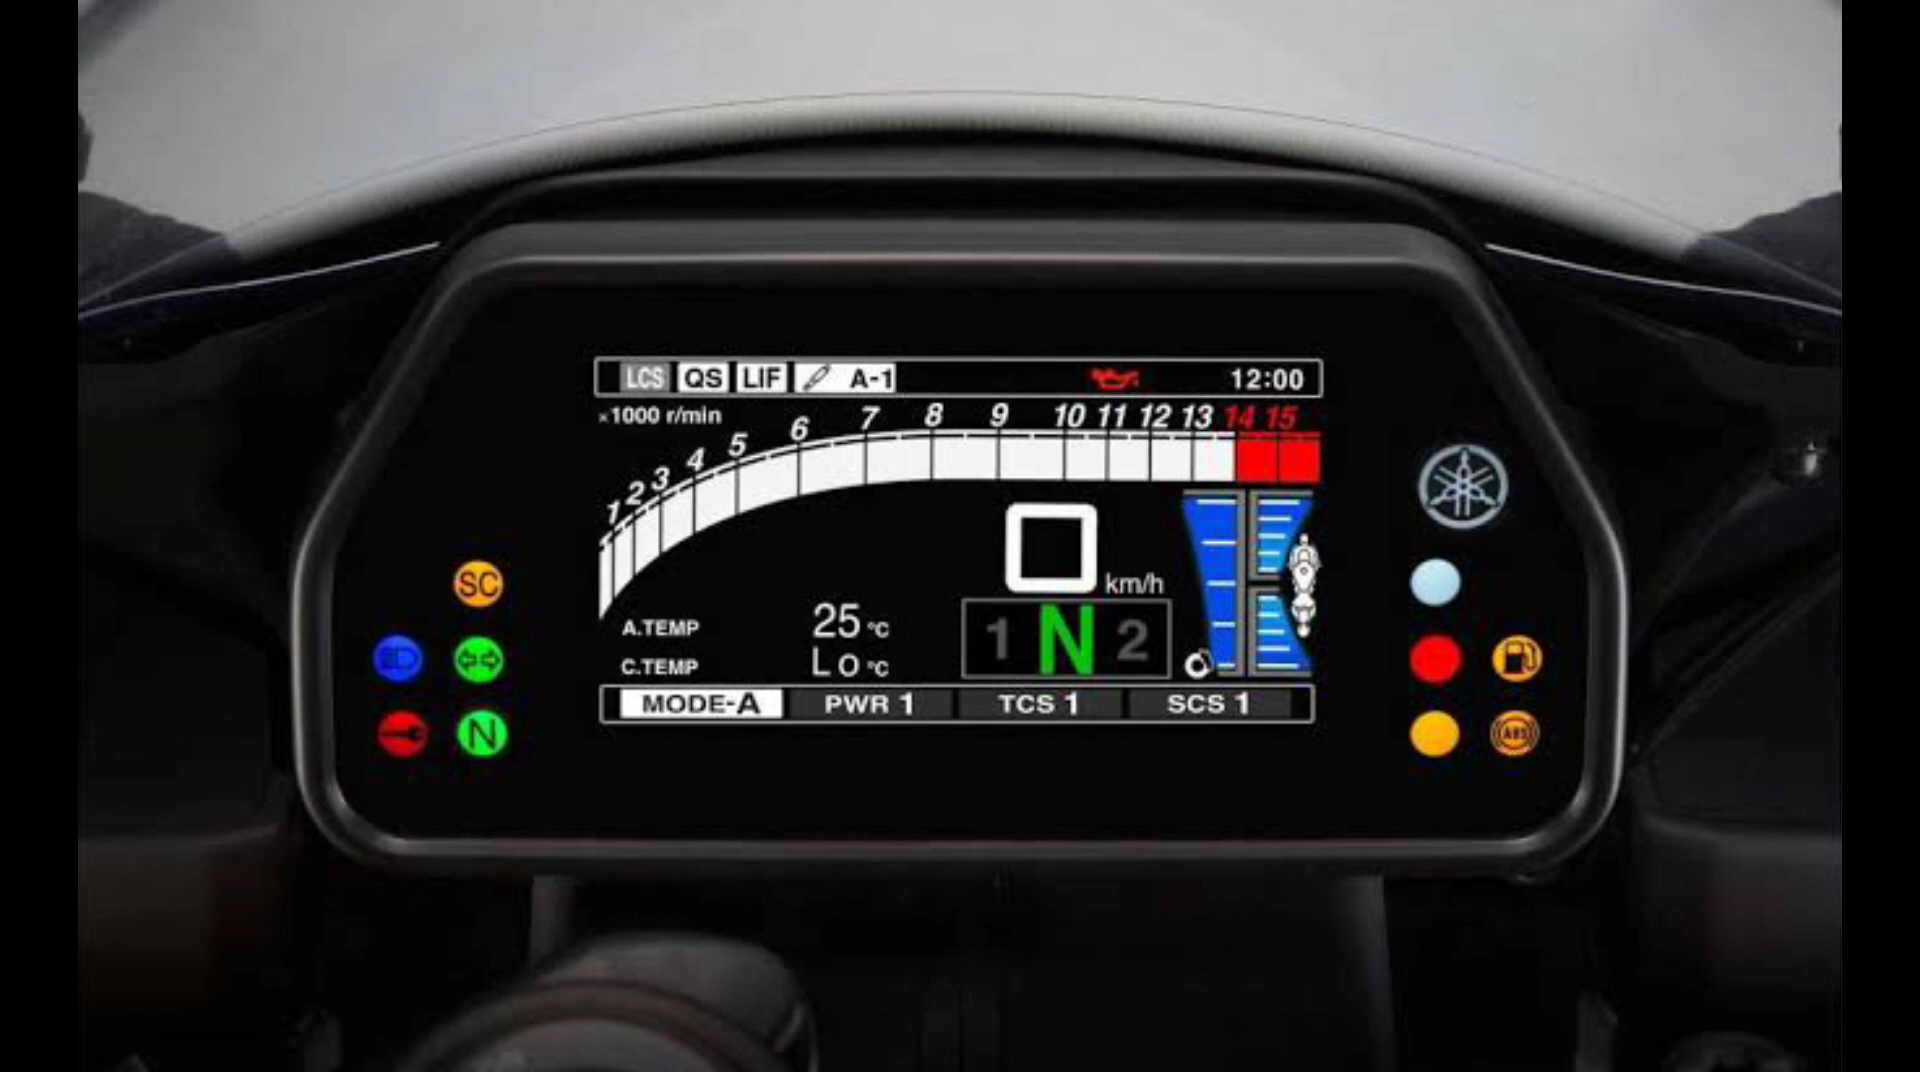 LCS QS LIF A-1 12:00
×1000 r/min
1 2 3 4 5 6 7 8 9 10 11 12 13 14 15
0 km/h
SC
A.TEMP 25 °C
1 N 2
C.TEMP Lo °C
MODE-A PWR 1 TCS 1 SCS 1
N
ABS